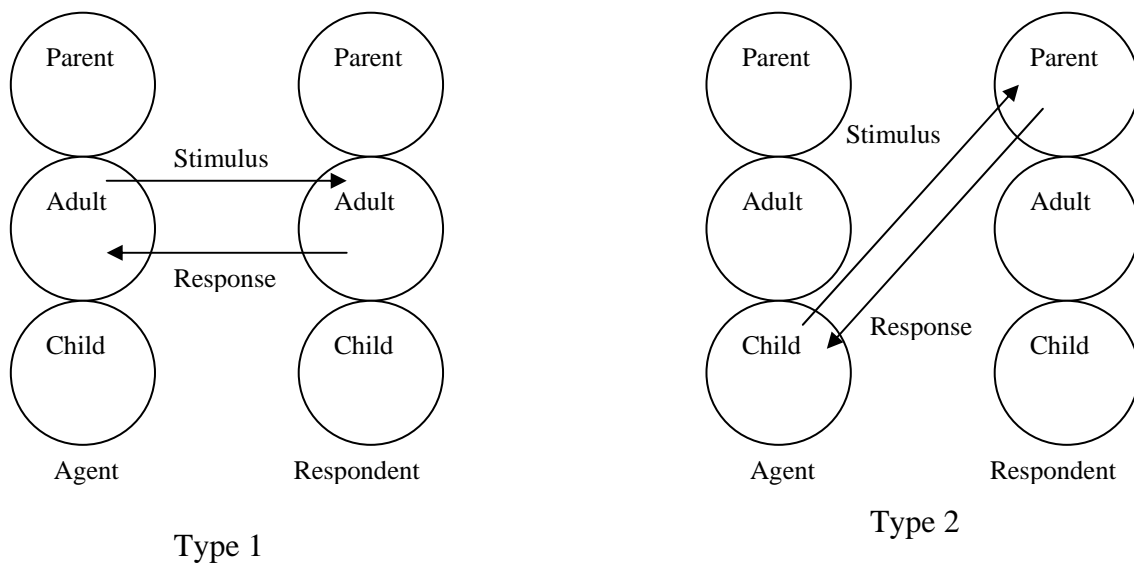 Parent
Parent
Stimulus
Adult
Adult
Response
Child
Child
Agent
Respondent
Type 1
Parent
Parent
Stimulus
Adult
Adult
Response
Child
Child
Agent
Respondent
Type 2